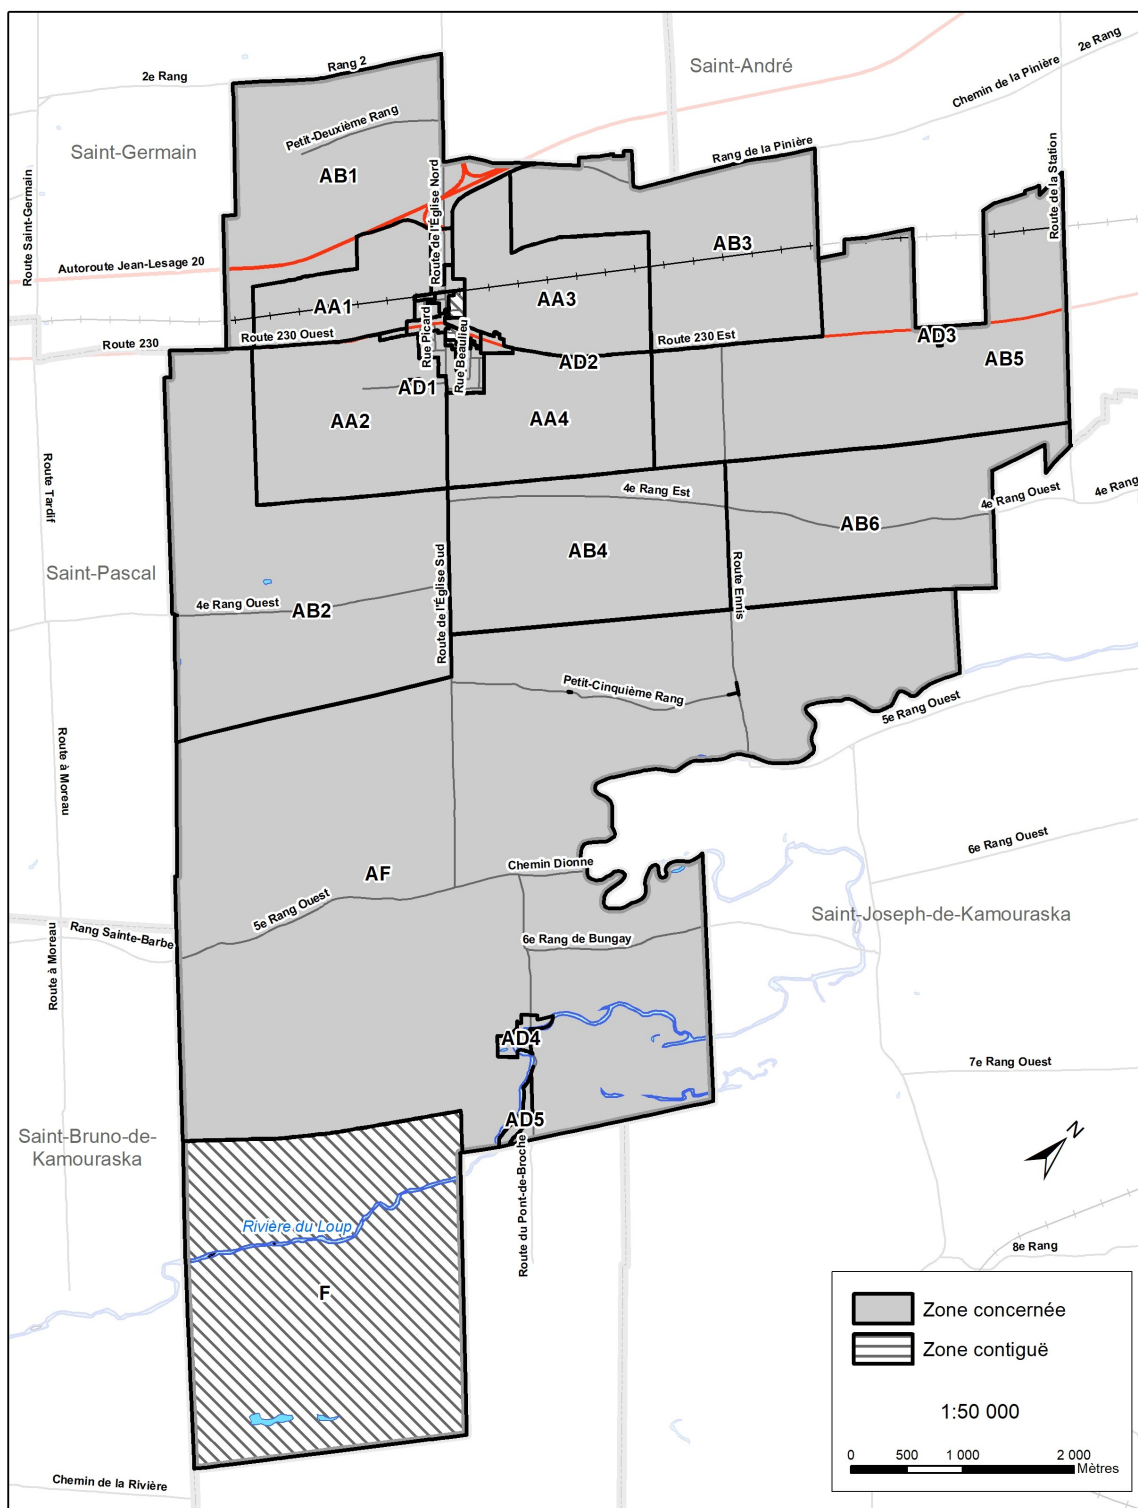 Saint-André
2e Rang
Rang 2
2e Rang
Chemin de la Pinière
Petit-Deuxième Rang
Rang de la Pinière
Saint-Germain
AB1
Route Saint-Germain
Route de l'Église Nord
Route de la Station
AB3
Autoroute Jean-Lesage 20
AA1
AA3
Route 230
Route 230 Ouest
Rue Picard
Rue Beaulieu
Route 230 Est
AD3
AD2
AB5
AD1
AA2
AA4
Route Tardif
4e Rang Est
4e Rang Ouest
4e Rang
AB6
AB4
Saint-Pascal
Route de l'Église Sud
Route Ennis
4e Rang Ouest
AB2
Petit-Cinquième Rang
5e Rang Ouest
Route à Moreau
6e Rang Ouest
Chemin Dionne
AF
5e Rang Ouest
Saint-Joseph-de-Kamouraska
Rang Sainte-Barbe
6e Rang de Bungay
Route à Moreau
AD4
7e Rang Ouest
AD5
Saint-Bruno-de-
Kamouraska
N
Route du Pont-de-Broche
Rivière du Loup
8e Rang
F
Zone concernée
Zone contiguë
1:50 000
0 500 1 000 2 000
Mètres
Chemin de la Rivière